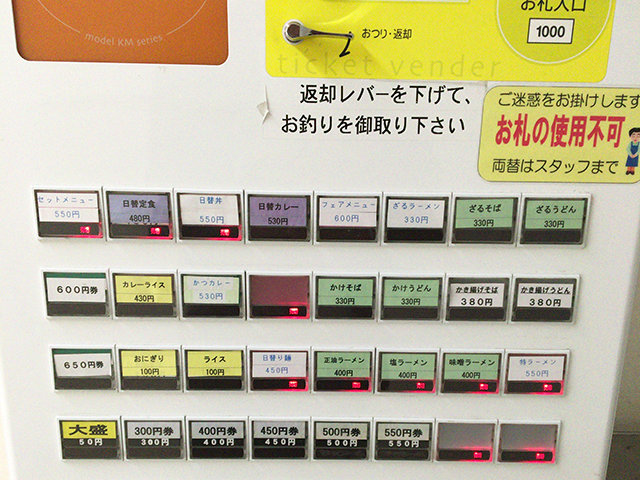 model KM series
おつり・返却
お札入口
1000
ticket vender
返却レバーを下げて、
お釣りを御取り下さい
ご迷惑をお掛けします
お札の使用不可
両替はスタッフまで
セットメニュー 日替定食 日替丼 日替カレー フェアメニュー ざるラーメン ざるそば ざるうどん
550円 480円 550円 530円 600円 330円 330円 330円
600円券 カレーライス かつカレー かけそば かけうどん かき揚げそば かき揚げうどん
430円 530円 330円 330円 380円 380円
650円券 おにぎり ライス 日替り麺 正油ラーメン 塩ラーメン 味噌ラーメン 特ラーメン
100円 100円 450円 400円 400円 400円 550円
大盛 300円券 400円券 450円券 500円券 550円券
50円 300円 400円 450円 500円 550円